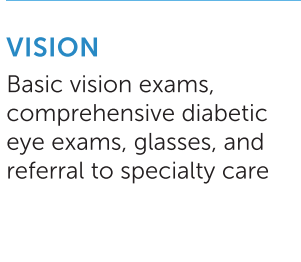 VISION
Basic vision exams,
comprehensive diabetic
eye exams, glasses, and
referral to specialty care